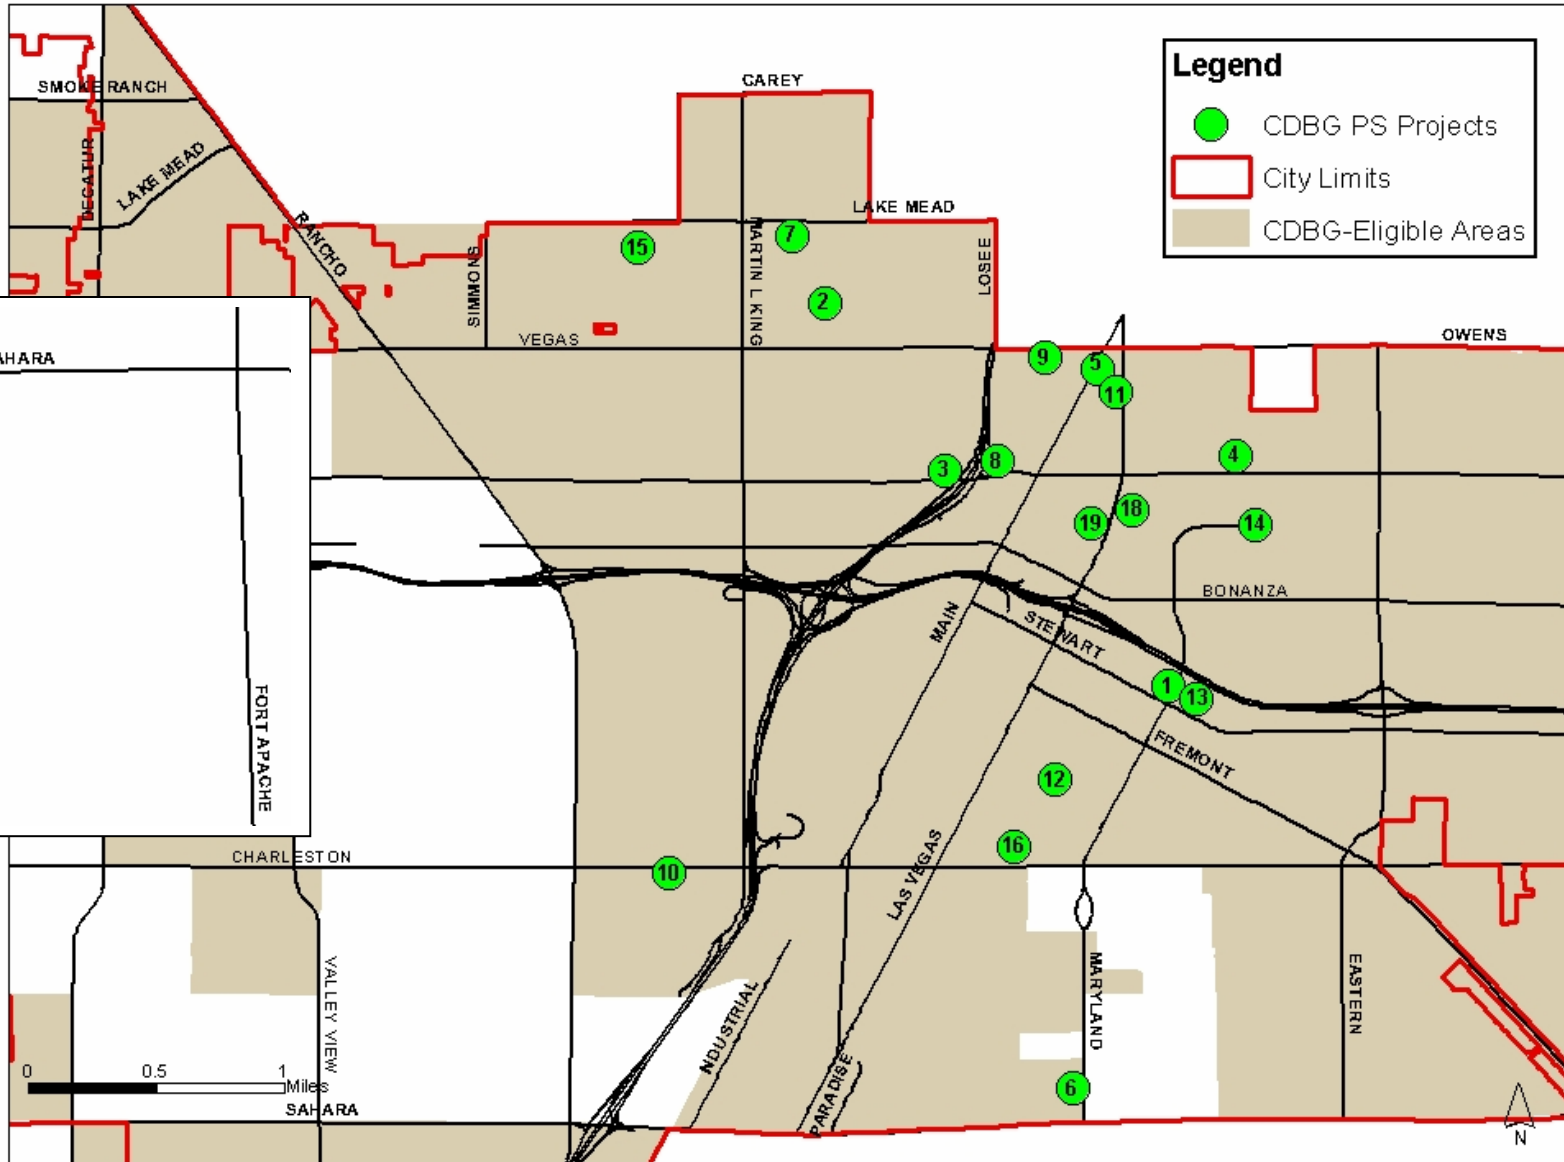 Legend
CDBG PS Projects
City Limits
CDBG-Eligible Areas
CAREY
SMOKE RANCH
DECATUR
LAKE MEAD
RANCHO
LAKE MEAD
SIMMONS
MARTIN L KING
LOSEE
15
7
2
VEGAS
OWENS
AHARA
9
5
11
3
8
4
19
18
14
BONANZA
MAIN
STEWART
FORT APACHE
1
13
FREMONT
12
16
CHARLESTON
10
LAS VEGAS
VALLEY VIEW
INDUSTRIAL
MARYLAND
EASTERN
PARADISE
6
0 0.5 1
Miles
SAHARA
N